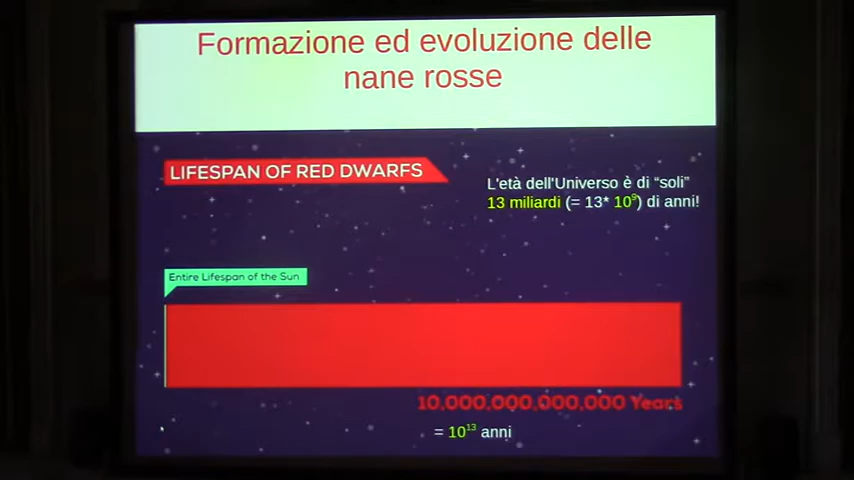 Formazione ed evoluzione delle
nane rosse
LIFESPAN OF RED DWARFS
L'età dell'Universo è di “soli”
13 miliardi (= 13* 10⁹) di anni!
Entire Lifespan of the Sun
10,000,000,000,000 Years
= 10¹³ anni